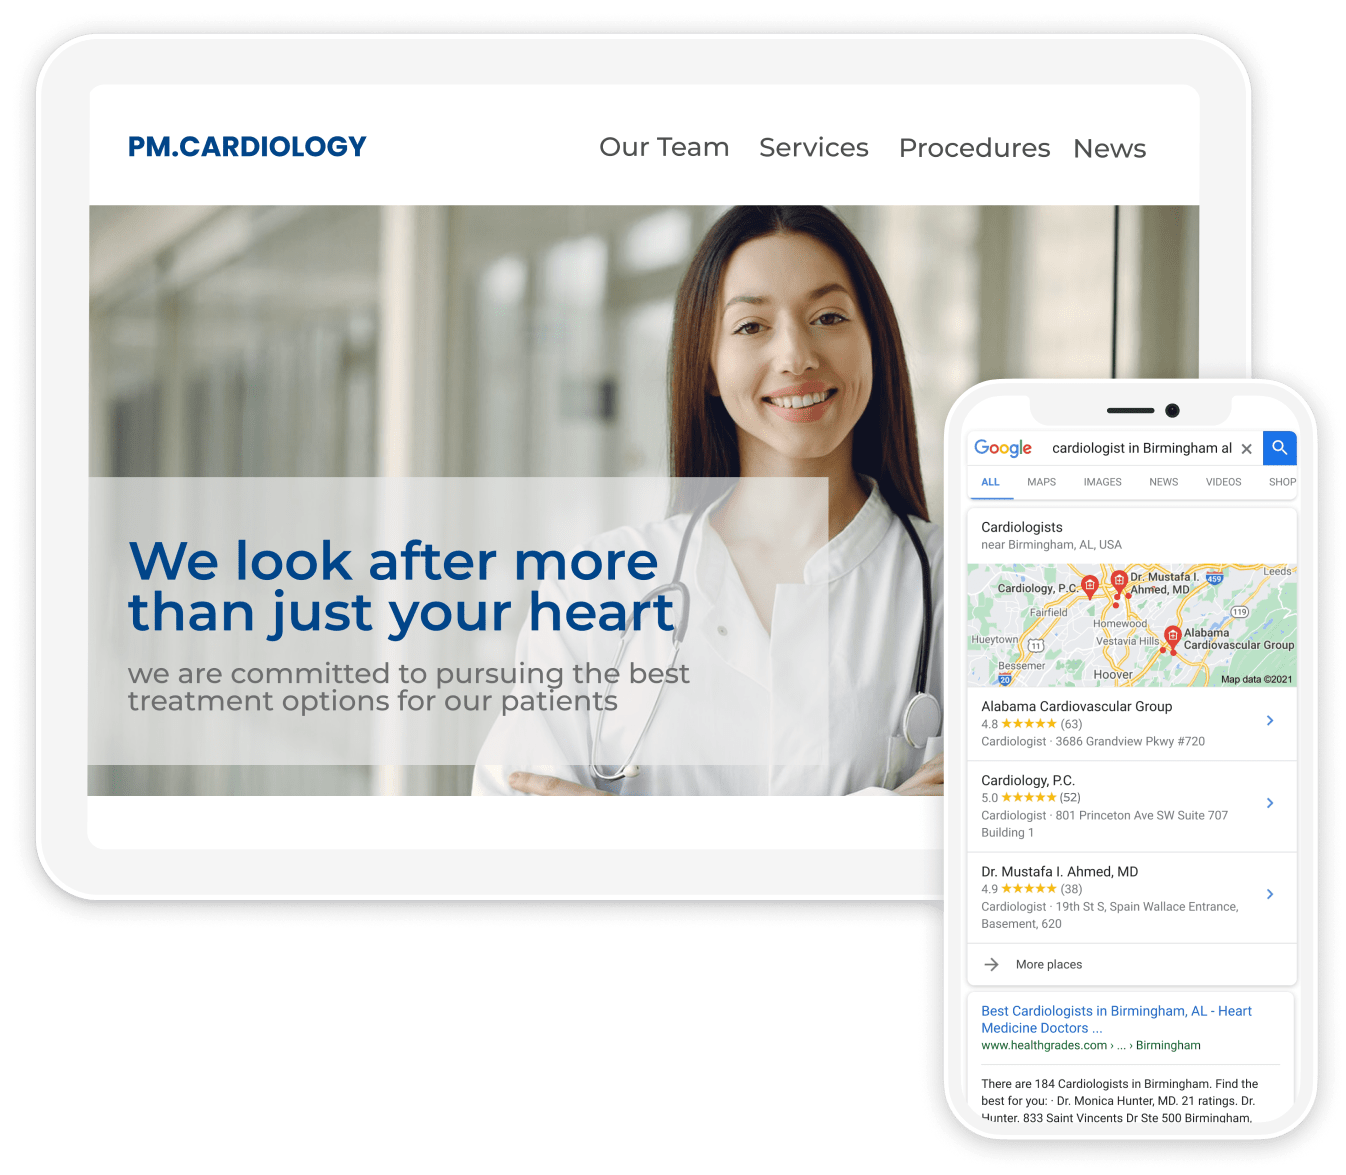 PM.CARDIOLOGY
Our Team Services Procedures News
We look after more
than just your heart
we are committed to pursuing the best
treatment options for our patients
Google cardiologist in Birmingham al
ALL MAPS IMAGES NEWS VIDEOS SHOP
Cardiologists
near Birmingham, AL, USA
Cardiology, P.C.
Dr. Mustafa I.
Ahmed, MD
459
Leeds
Fairfield
119
Homewood
Hueytown
11
Vestavia Hills
Alabama
Cardiovascular Group
Bessemer
20
Hoover
Map data ©2021
Alabama Cardiovascular Group
4.8 ★★★★★ (63)
Cardiologist · 3686 Grandview Pkwy #720
Cardiology, P.C.
5.0 ★★★★★ (52)
Cardiologist · 801 Princeton Ave SW Suite 707
Building 1
Dr. Mustafa I. Ahmed, MD
4.9 ★★★★★ (38)
Cardiologist · 19th St S, Spain Wallace Entrance,
Basement, 620
More places
Best Cardiologists in Birmingham, AL - Heart
Medicine Doctors ...
www.healthgrades.com › ... › Birmingham
There are 184 Cardiologists in Birmingham. Find the
best for you: · Dr. Monica Hunter, MD. 21 ratings. Dr.
Hunter. 833 Saint Vincents Dr Ste 500 Birmingham,